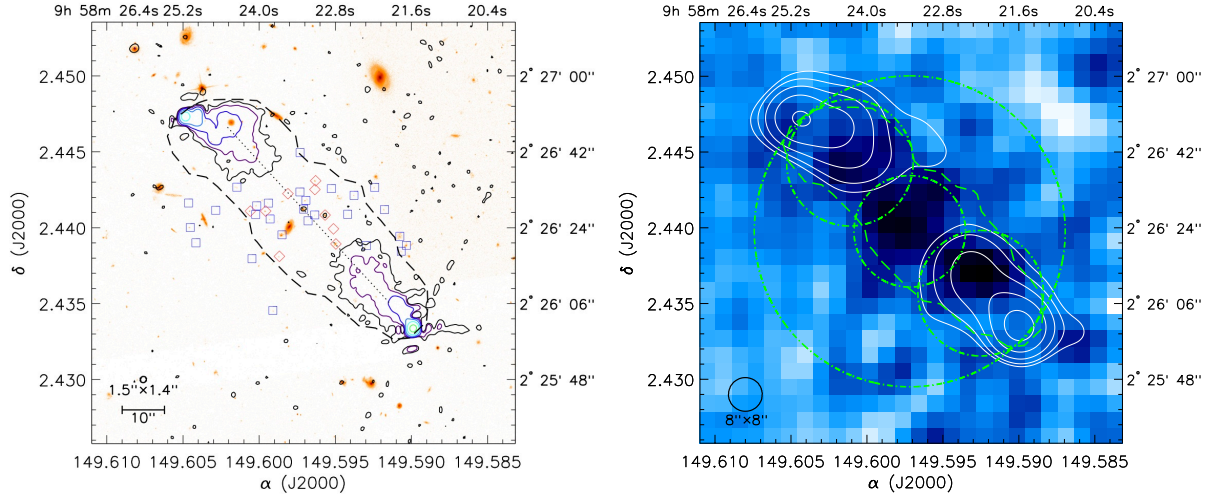 9h 58m 26.4s 25.2s 24.0s 22.8s 21.6s 20.4s
2.450
2.445
2.440
2.435
2.430
δ (J2000)
2° 27' 00"
2° 26' 42"
2° 26' 24"
2° 26' 06"
2° 25' 48"
1.5"×1.4"
10"
149.610 149.605 149.600 149.595 149.590 149.585
α (J2000)
9h 58m 26.4s 25.2s 24.0s 22.8s 21.6s 20.4s
2.450
2.445
2.440
2.435
2.430
δ (J2000)
2° 27' 00"
2° 26' 42"
2° 26' 24"
2° 26' 06"
2° 25' 48"
8"×8"
149.610 149.605 149.600 149.595 149.590 149.585
α (J2000)